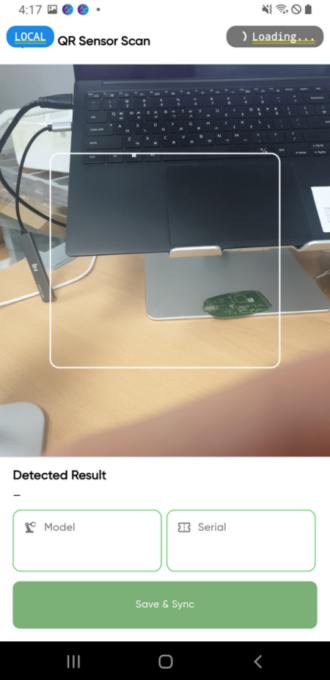 4:17
LOCAL
QR Sensor Scan
Loading...
Detected Result
–
Model
Serial
Save & Sync